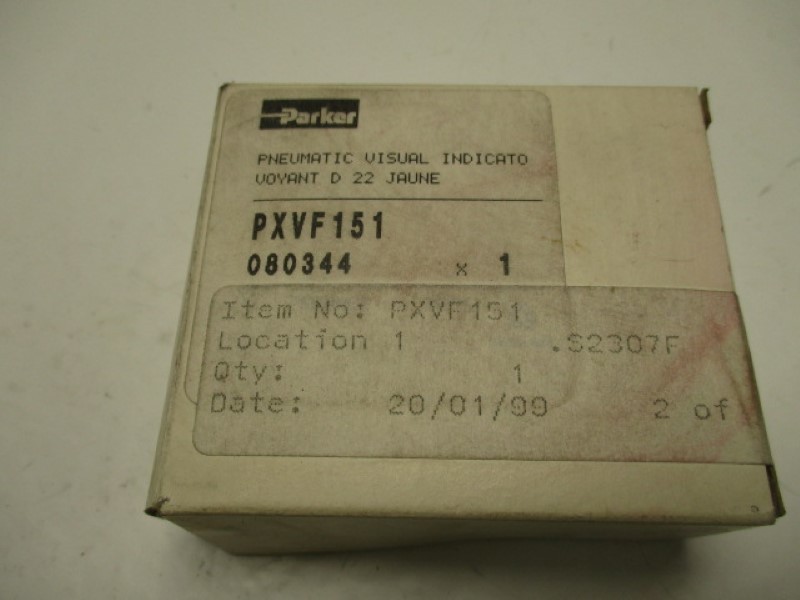 Parker
PNEUMATIC VISUAL INDICATO
VOYANT D 22 JAUNE
PXVF151
080344 x 1
Item No: PXVF151
Location 1 .S2307F
Qty: 1
Date: 20/01/99 2 of